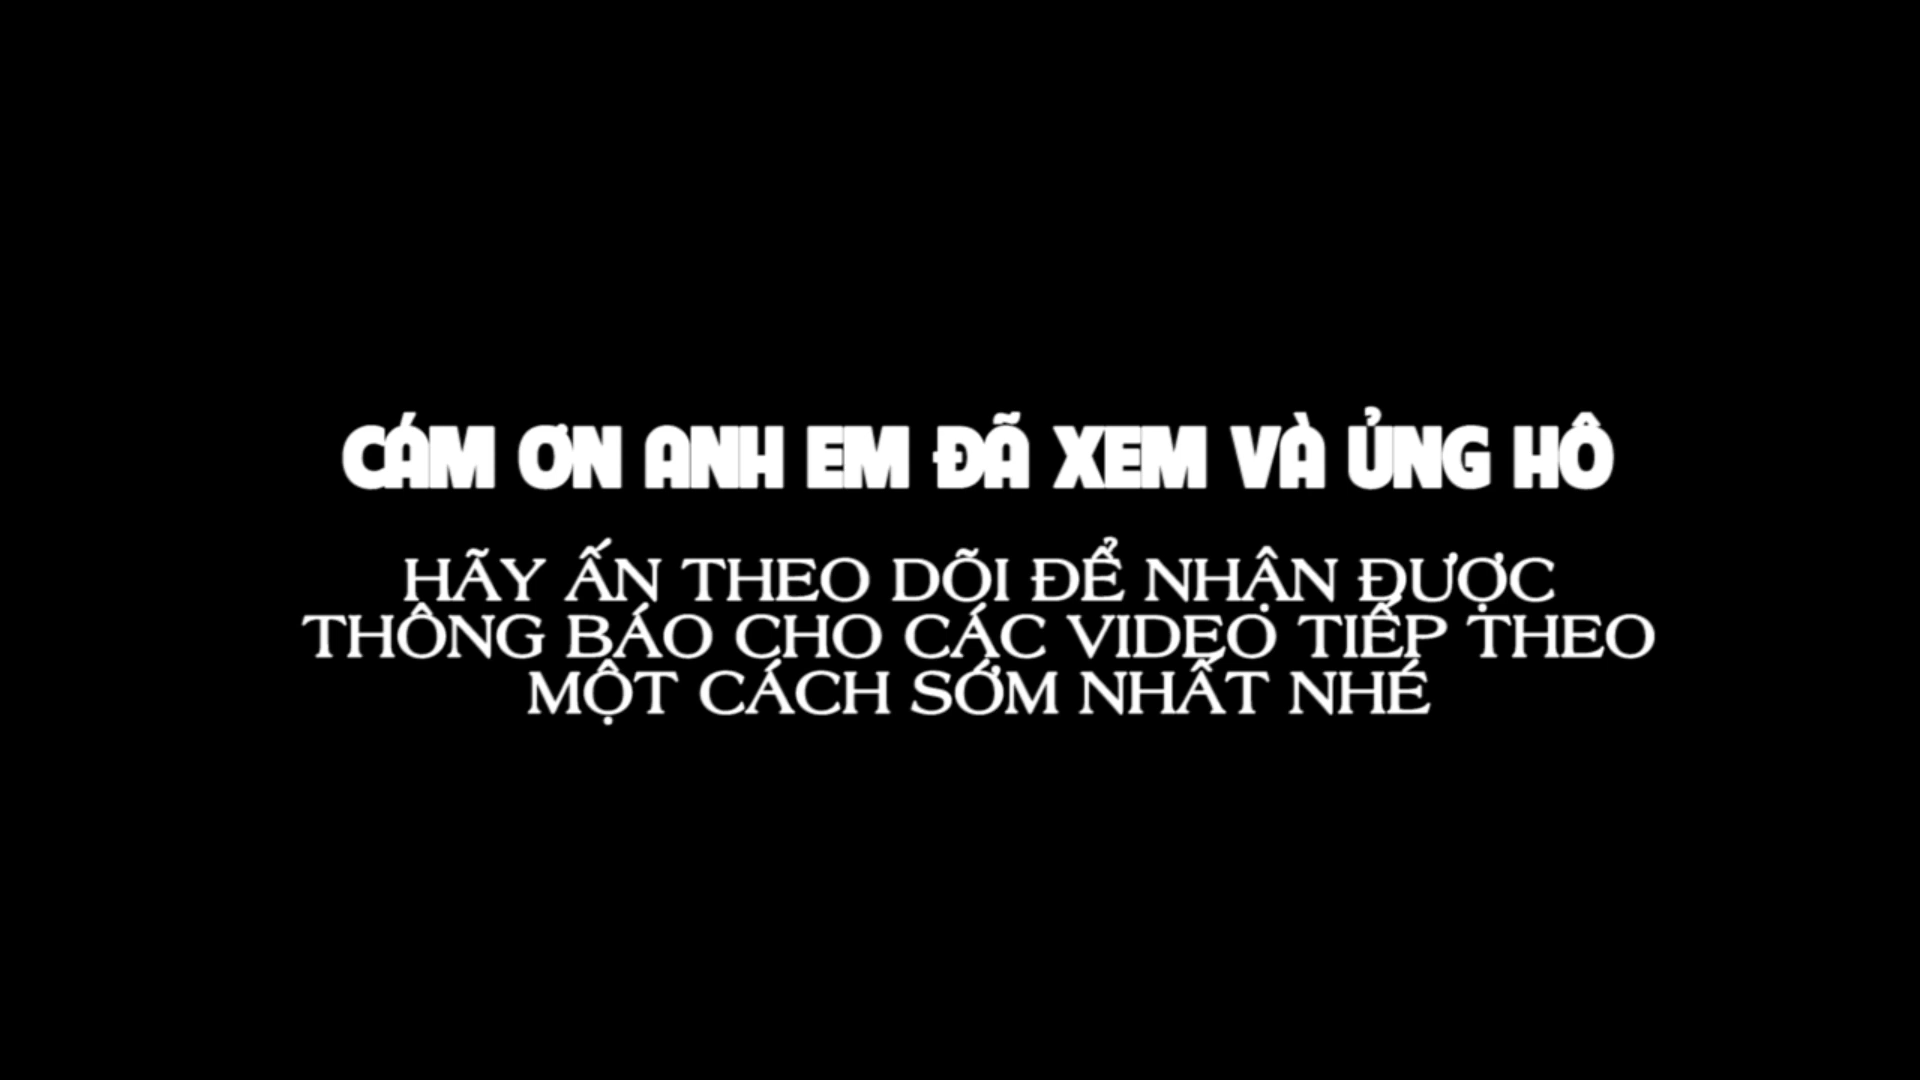 CÁM ƠN ANH EM ĐÃ XEM VÀ ỦNG HÔ
HÃY ẤN THEO DÕI ĐỂ NHẬN ĐƯỢC
THÔNG BÁO CHO CÁC VIDEO TIẾP THEO
MỘT CÁCH SỚM NHẤT NHÉ